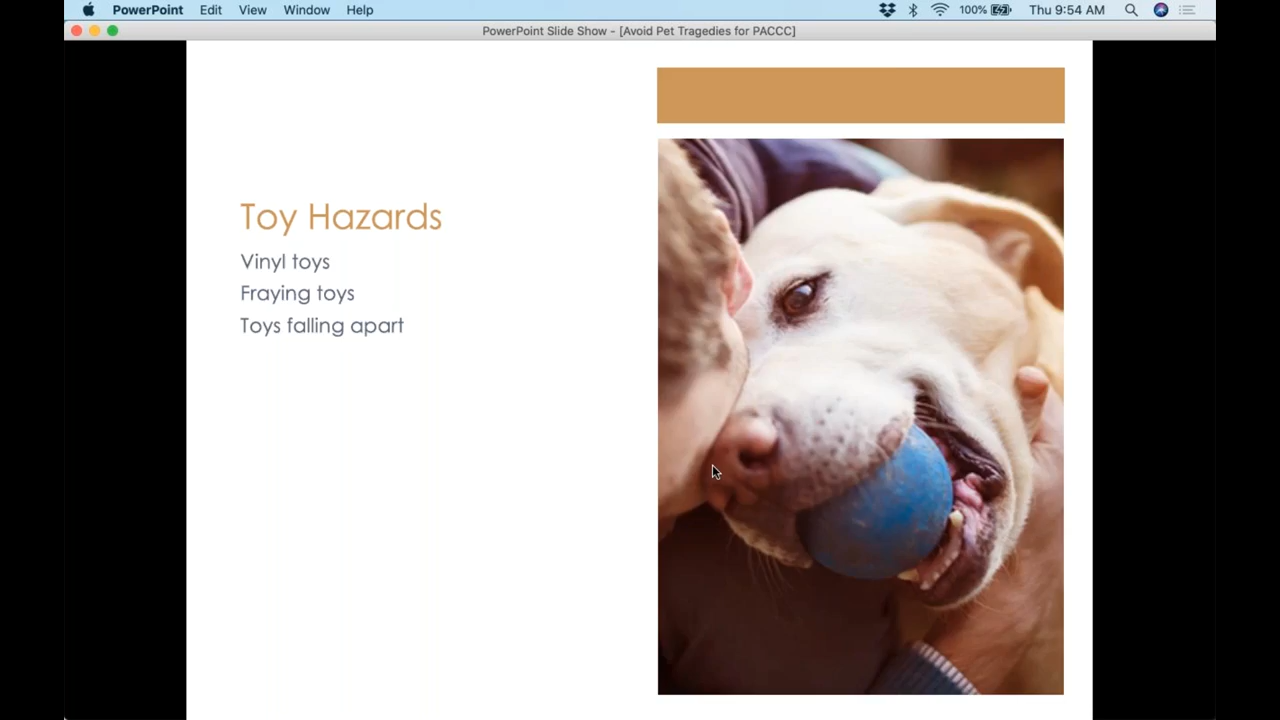 PowerPoint Edit View Window Help 100% Thu 9:54 AM
PowerPoint Slide Show - [Avoid Pet Tragedies for PACCC]
Toy Hazards
Vinyl toys
Fraying toys
Toys falling apart